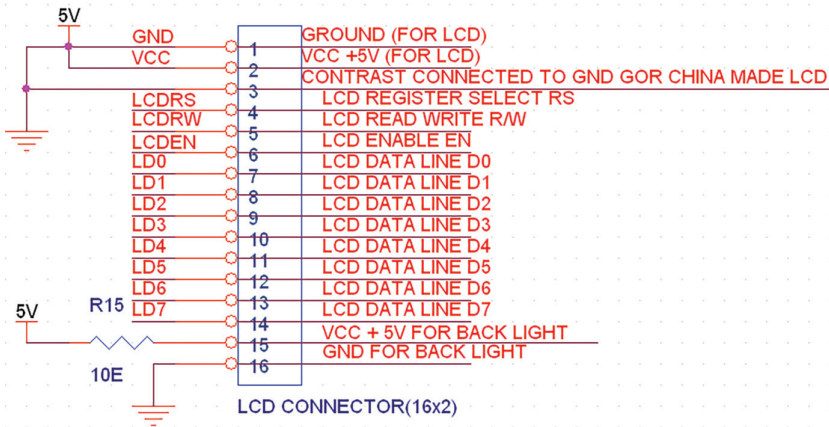 5V
GND 1 GROUND (FOR LCD)
VCC 2 VCC +5V (FOR LCD)
3 CONTRAST CONNECTED TO GND GOR CHINA MADE LCD
LCDRS 4 LCD REGISTER SELECT RS
LCDRW 5 LCD READ WRITE R/W
LCDEN 6 LCD ENABLE EN
LD0 7 LCD DATA LINE D0
LD1 8 LCD DATA LINE D1
LD2 9 LCD DATA LINE D2
LD3 10 LCD DATA LINE D3
LD4 11 LCD DATA LINE D4
LD5 12 LCD DATA LINE D5
LD6 13 LCD DATA LINE D6
LD7 14 LCD DATA LINE D7
5V R15 10E 15 VCC + 5V FOR BACK LIGHT
16 GND FOR BACK LIGHT
LCD CONNECTOR(16x2)